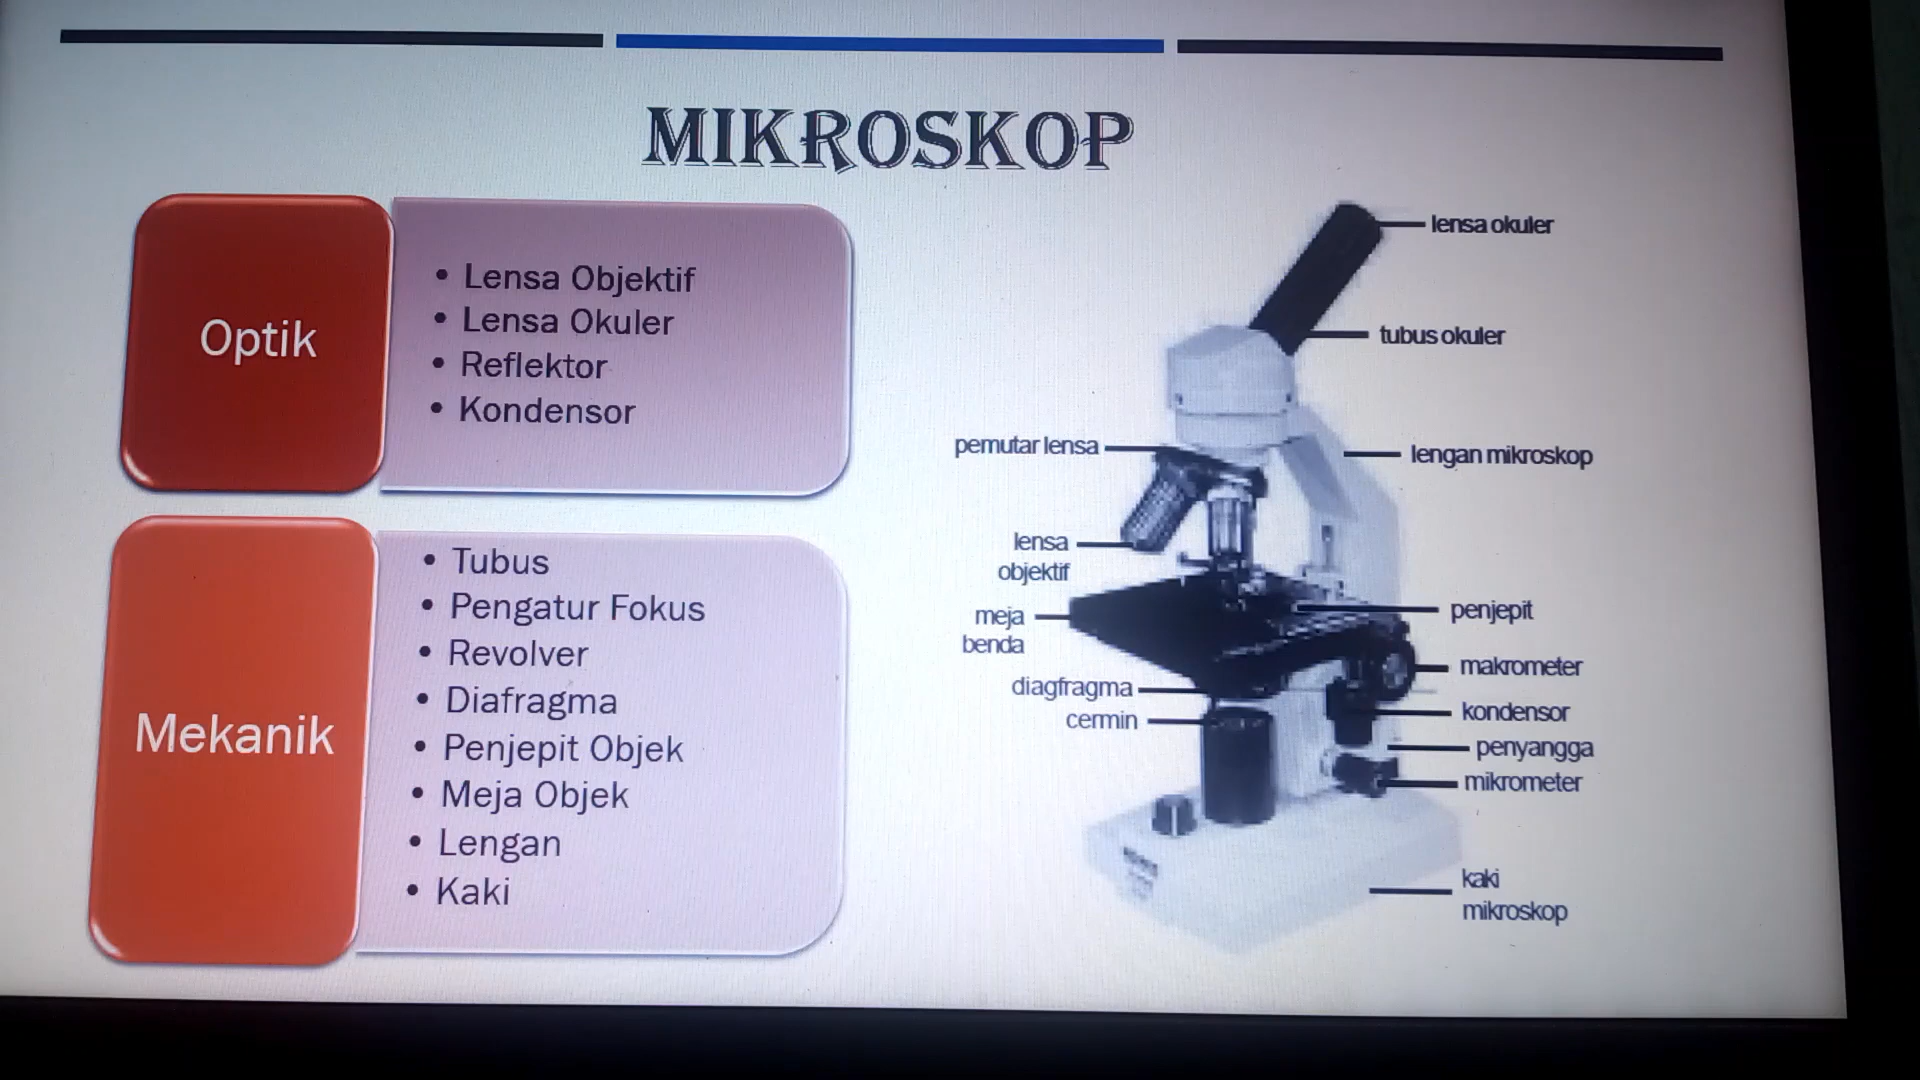 MIKROSKOP
Optik
• Lensa Objektif
• Lensa Okuler
• Reflektor
• Kondensor
Mekanik
• Tubus
• Pengatur Fokus
• Revolver
• Diafragma
• Penjepit Objek
• Meja Objek
• Lengan
• Kaki
lensa okuler
tubus okuler
pemutar lensa
lengan mikroskop
lensa
objektif
meja
benda
penjepit
makrometer
diagfragma
cermin
kondensor
penyangga
mikrometer
kaki
mikroskop